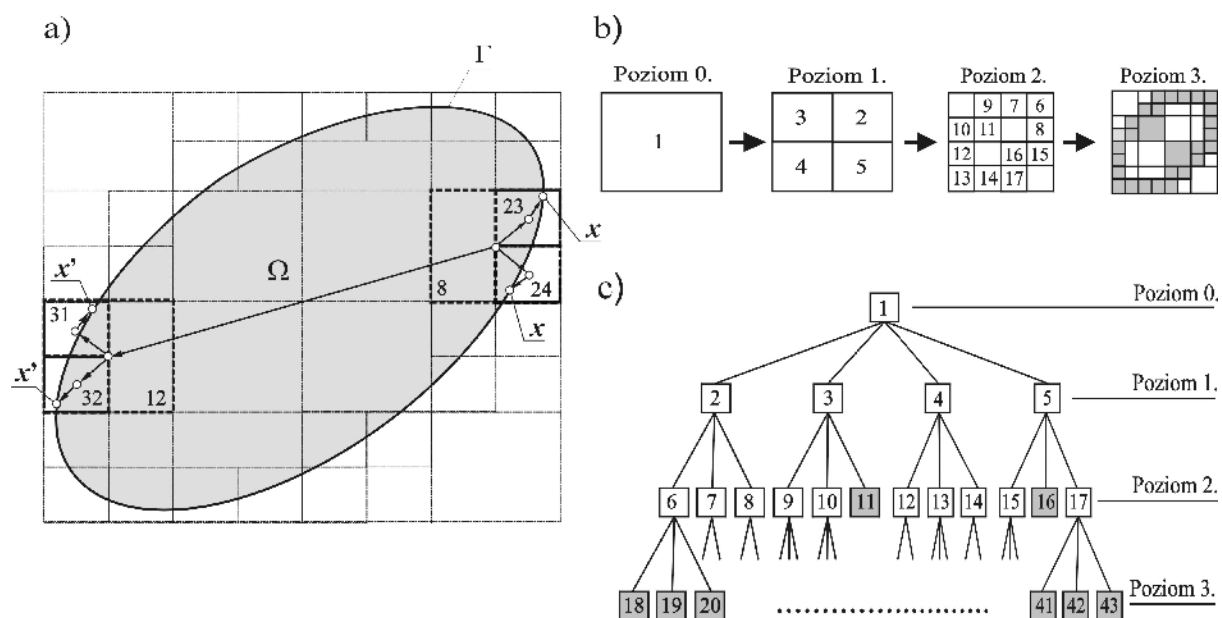 a)
Γ
23
x
Ω
x'
8
24
31
x
x'
32
12
b)
Poziom 0. Poziom 1. Poziom 2. Poziom 3.
1
3 2
4 5
9 7 6
10 11 8
12 16 15
13 14 17
c)
1 Poziom 0.
2 3 4 5 Poziom 1.
6 7 8 9 10 11 12 13 14 15 16 17 Poziom 2.
18 19 20 41 42 43 Poziom 3.